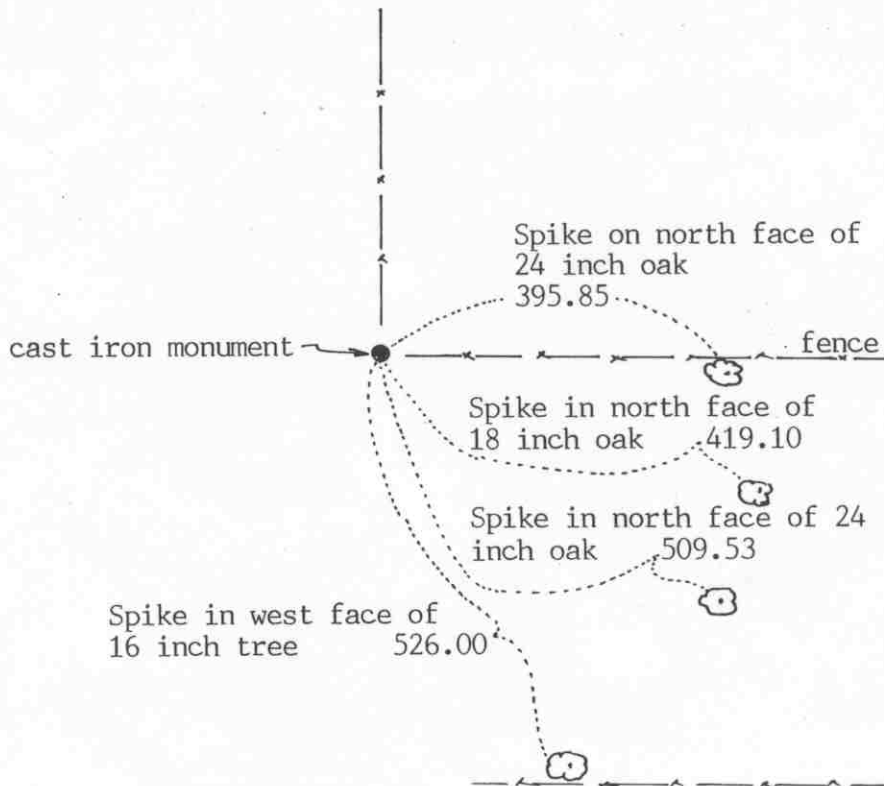 Spike on north face of
24 inch oak
395.85
cast iron monument
fence
Spike in north face of
18 inch oak 419.10
Spike in north face of 24
inch oak 509.53
Spike in west face of
16 inch tree 526.00